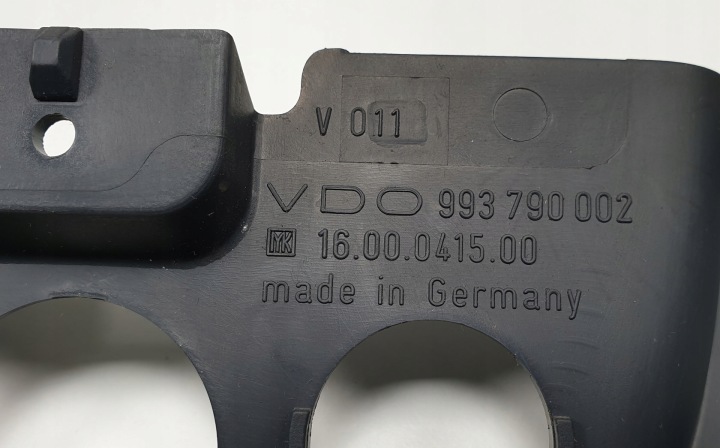 V 011
VDO 993 790 002
16.00.0415.00
made in Germany